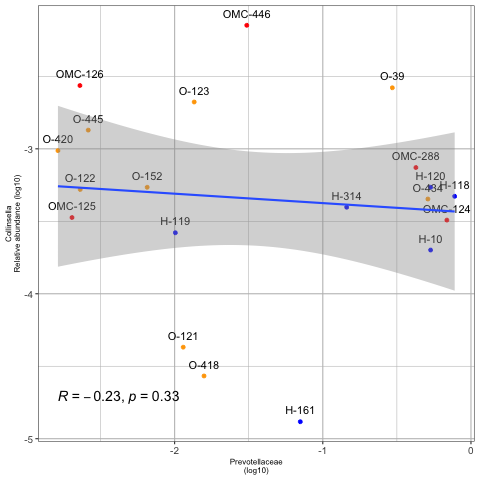 OMC-446
OMC-126
O-39
O-123
O-445
O-420
OMC-288
O-122
O-152
H-120
O-434
H-118
H-314
OMC-125
OMC-124
H-119
H-10
O-121
O-418
R = −0.23, p = 0.33
H-161
-3
-4
-5
-2
-1
0
Collinsella
Relative abundance (log10)
Prevotellaceae
(log10)